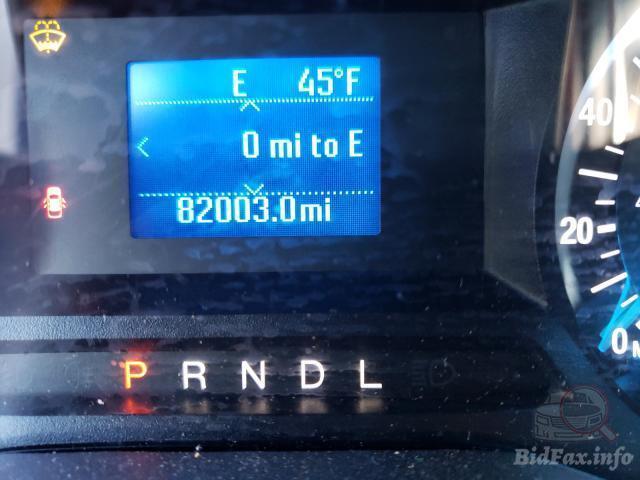 E 45°F
0 mi to E
82003.0mi
40
20
0
P R N D L
BidFax.info